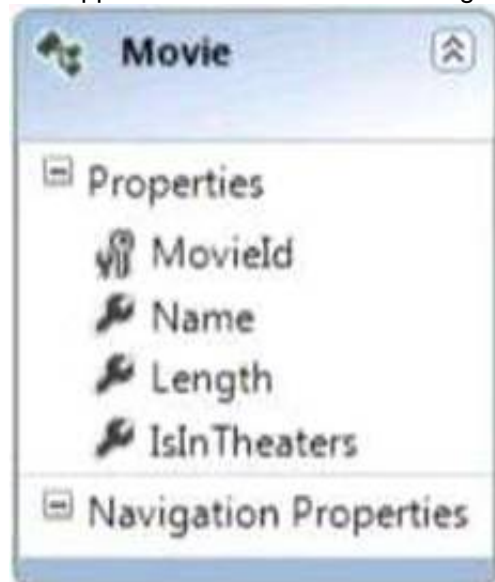 Movie
Properties
MovieId
Name
Length
IsInTheaters
Navigation Properties